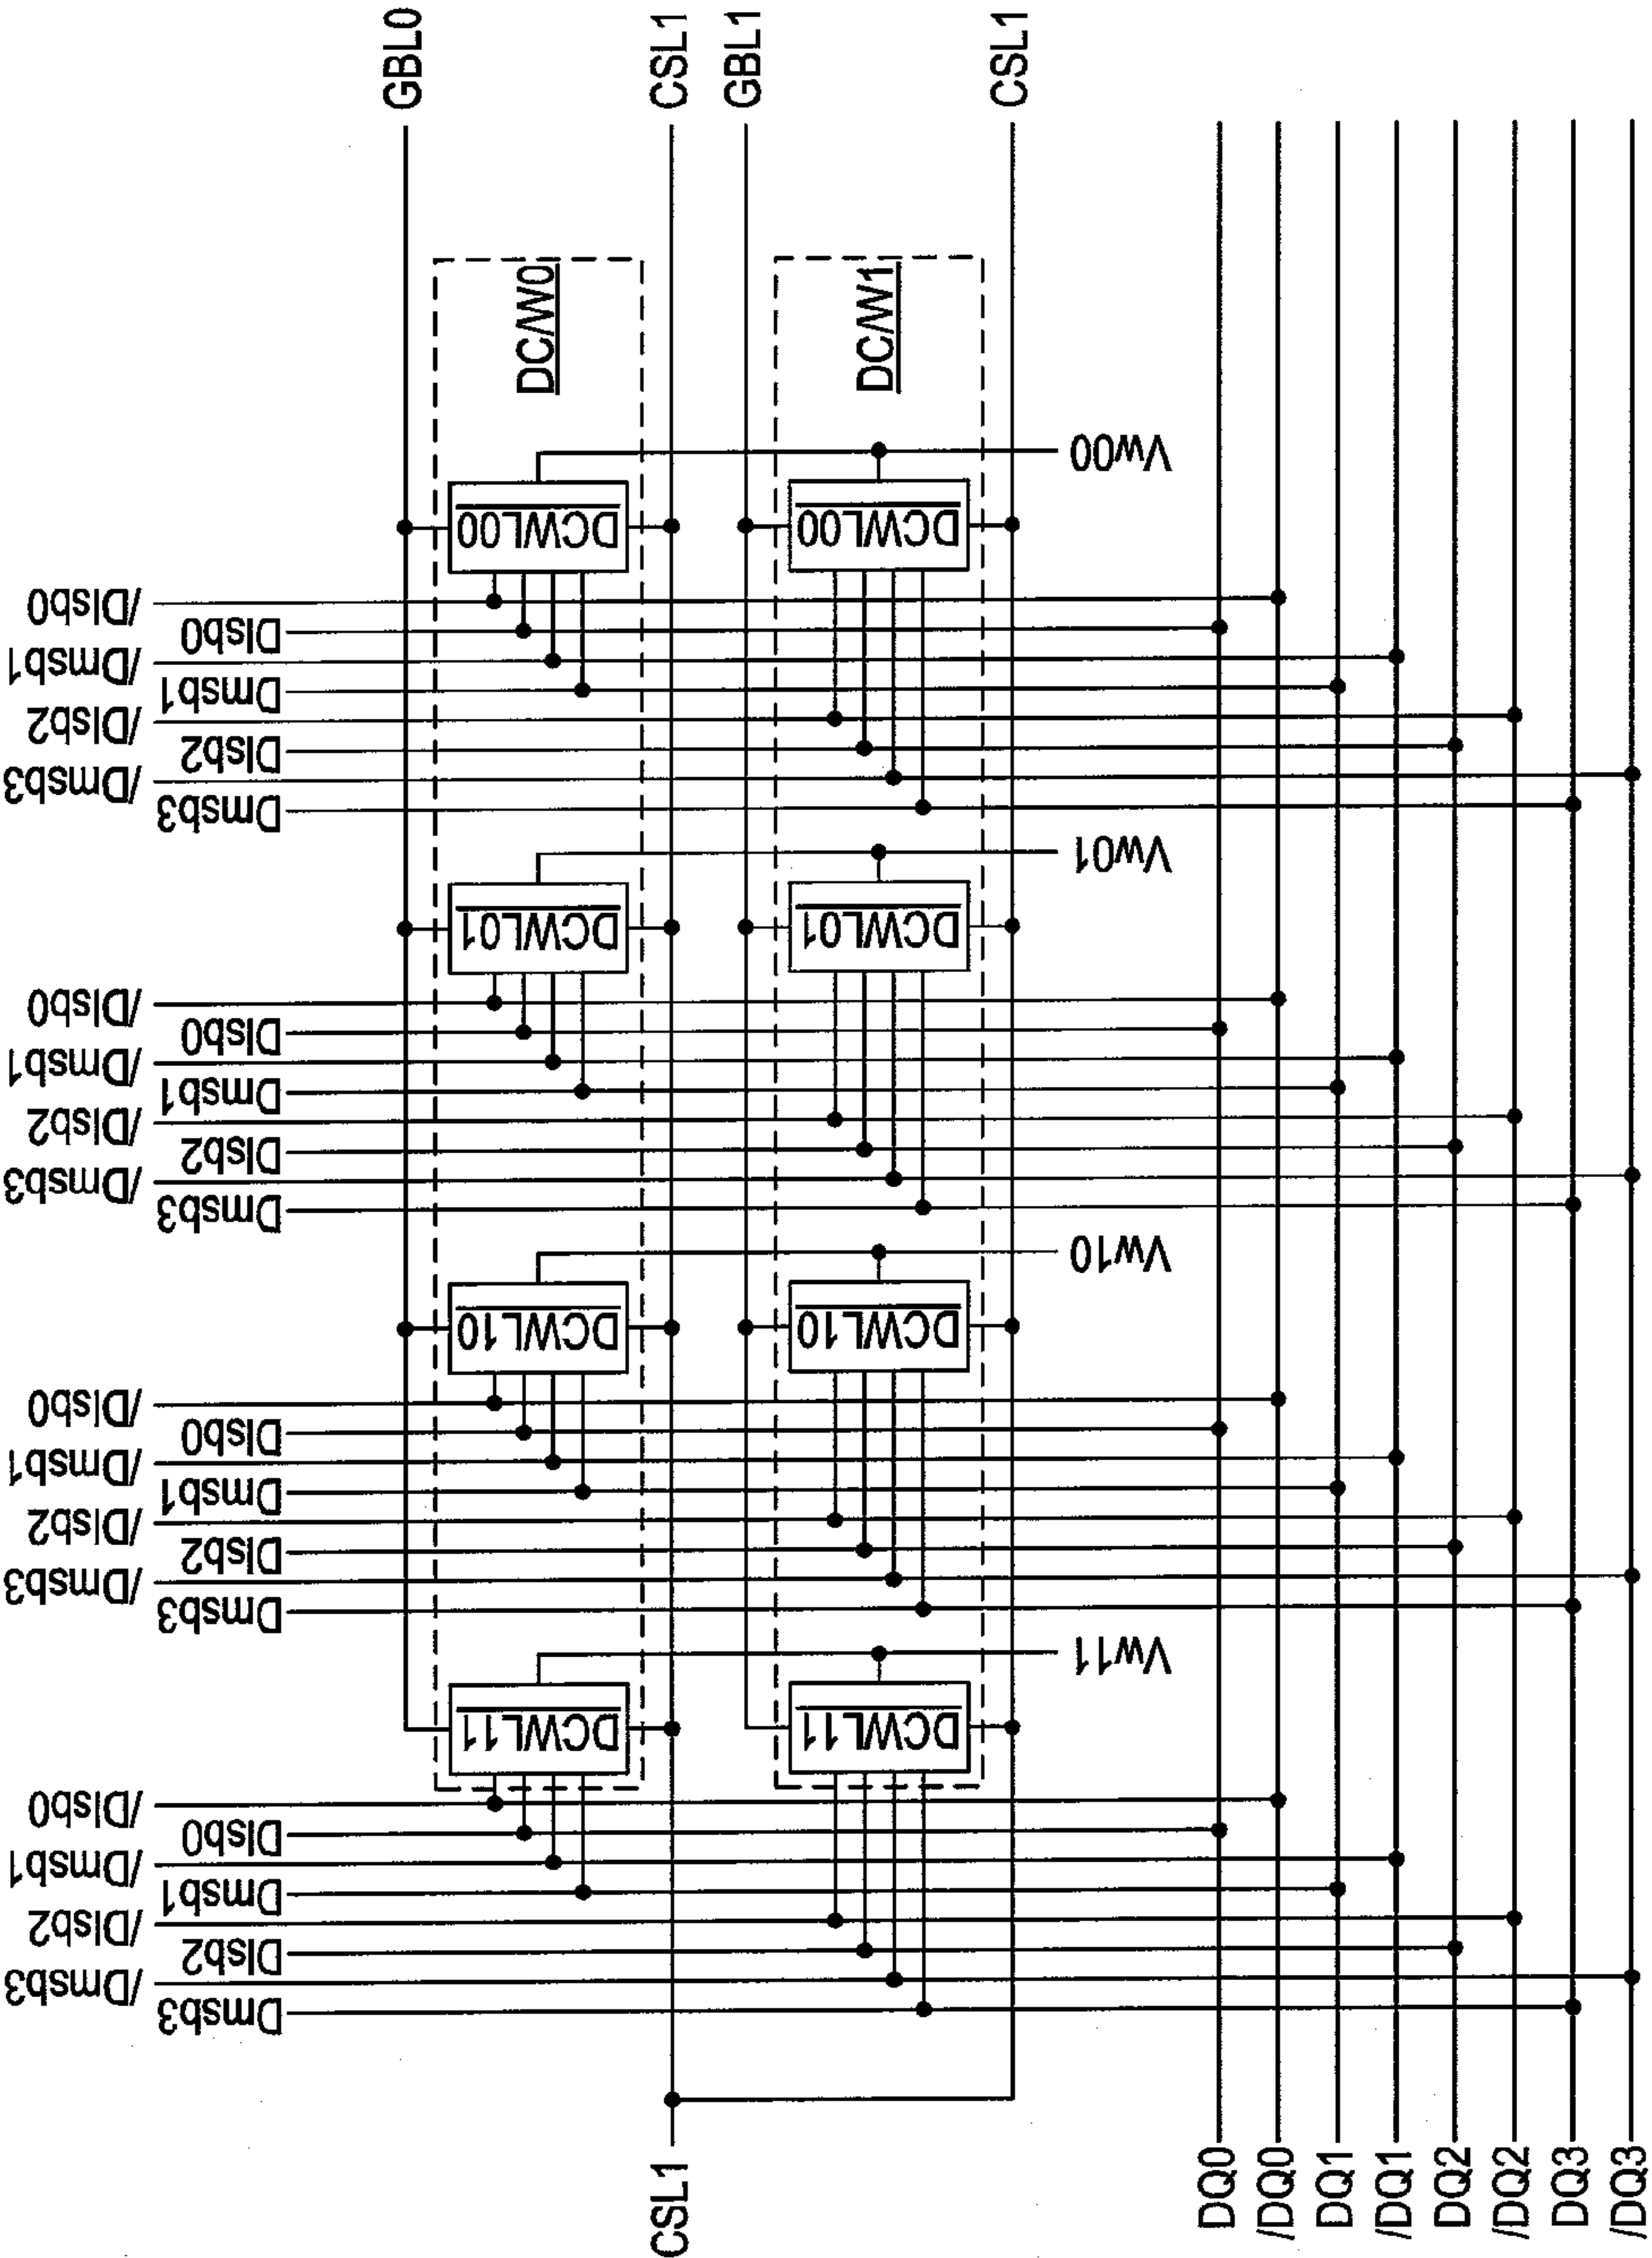 GBL0
CSL1
GBL1
CSL1
DC/W0
DC/W1
Vw00
DCWL00
DCWL00
/Dlsb0
Dlsb0
/Dmsb1
Dmsb1
/Dlsb2
Dlsb2
/Dmsb3
Dmsb3
Vw01
DCWL01
DCWL01
/Dlsb0
Dlsb0
/Dmsb1
Dmsb1
/Dlsb2
Dlsb2
/Dmsb3
Dmsb3
Vw10
DCWL10
DCWL10
/Dlsb0
Dlsb0
/Dmsb1
Dmsb1
/Dlsb2
Dlsb2
/Dmsb3
Dmsb3
Vw11
DCWL11
DCWL11
/Dlsb0
Dlsb0
/Dmsb1
Dmsb1
/Dlsb2
Dlsb2
/Dmsb3
Dmsb3
CSL1
DQ0
/DQ0
DQ1
/DQ1
DQ2
/DQ2
DQ3
/DQ3